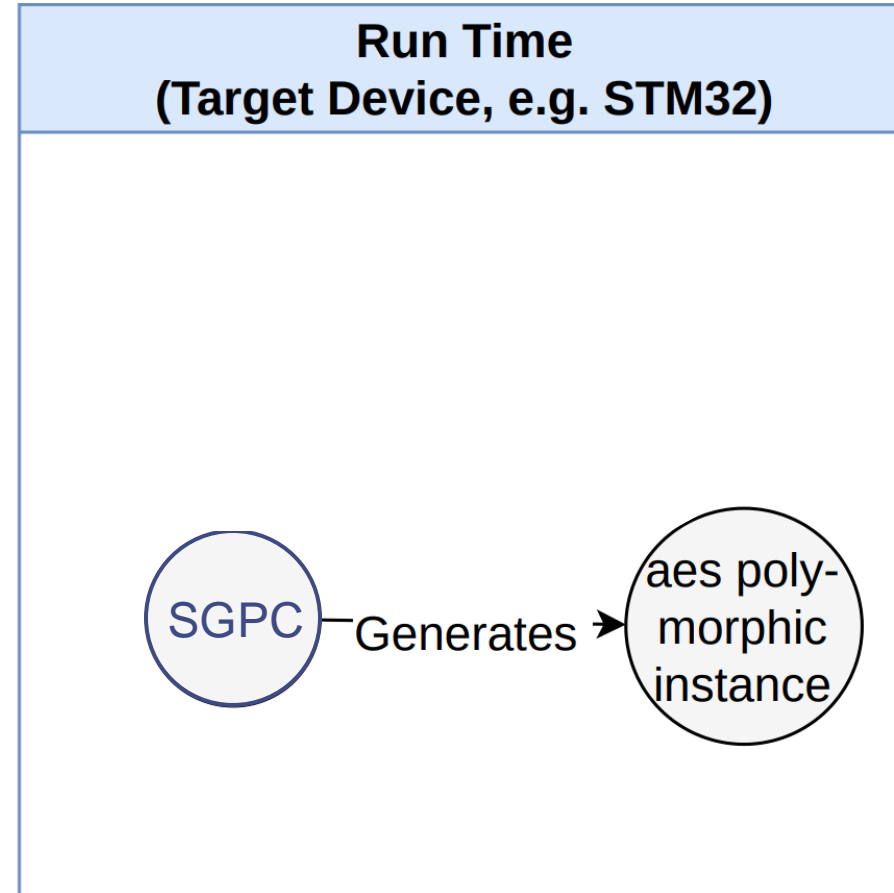 Run Time
(Target Device, e.g. STM32)
SGPC
Generates
aes poly-
morphic
instance